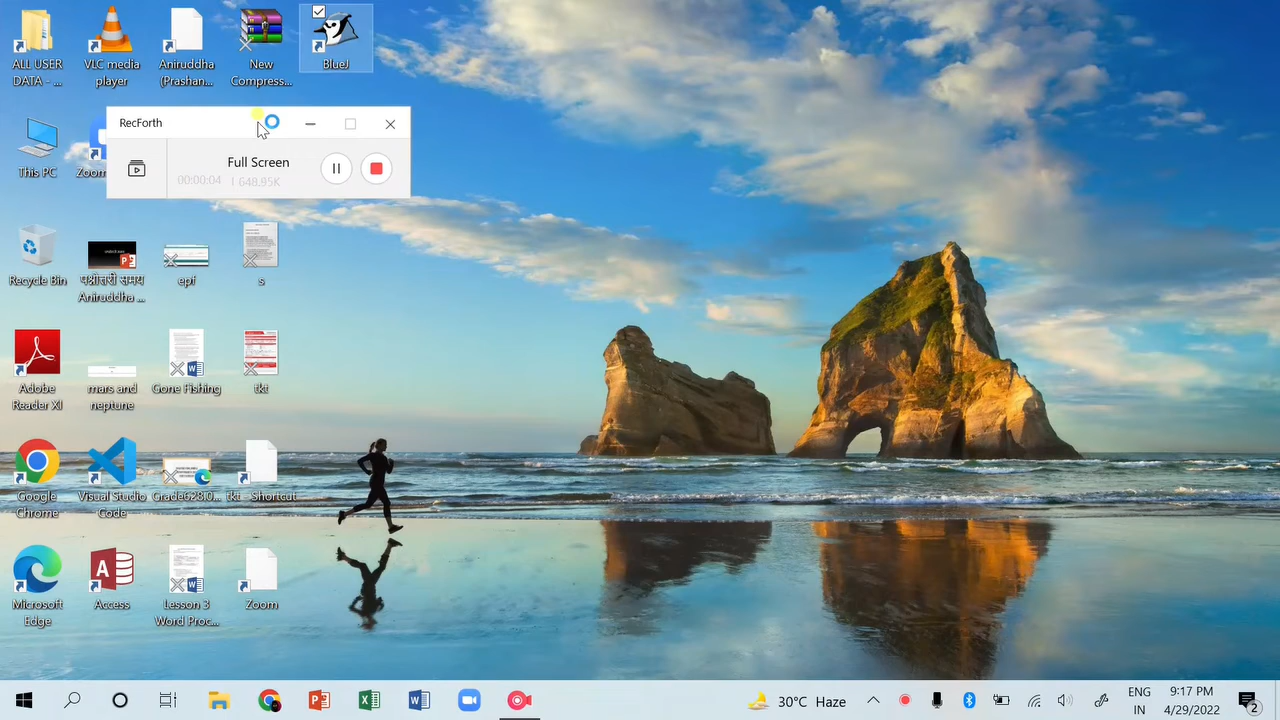 ALL USER
DATA - ...
VLC media
player
Aniruddha
(Prashan...
New
Compress...
BlueJ
RecForth
Full Screen
00:00:04 | 648.95K
This PC
Zoom
Recycle Bin
पश्नोत्तरी समय
Aniruddha ...
epf
s
Adobe
Reader XI
mars and
neptune
Gone Fishing
tkt
Google
Chrome
Visual Studio
Code
tkt - Shortcut
Microsoft
Edge
Access
Lesson 3
Word Proc...
Zoom
30°C Haze
ENG
IN
9:17 PM
4/29/2022
2